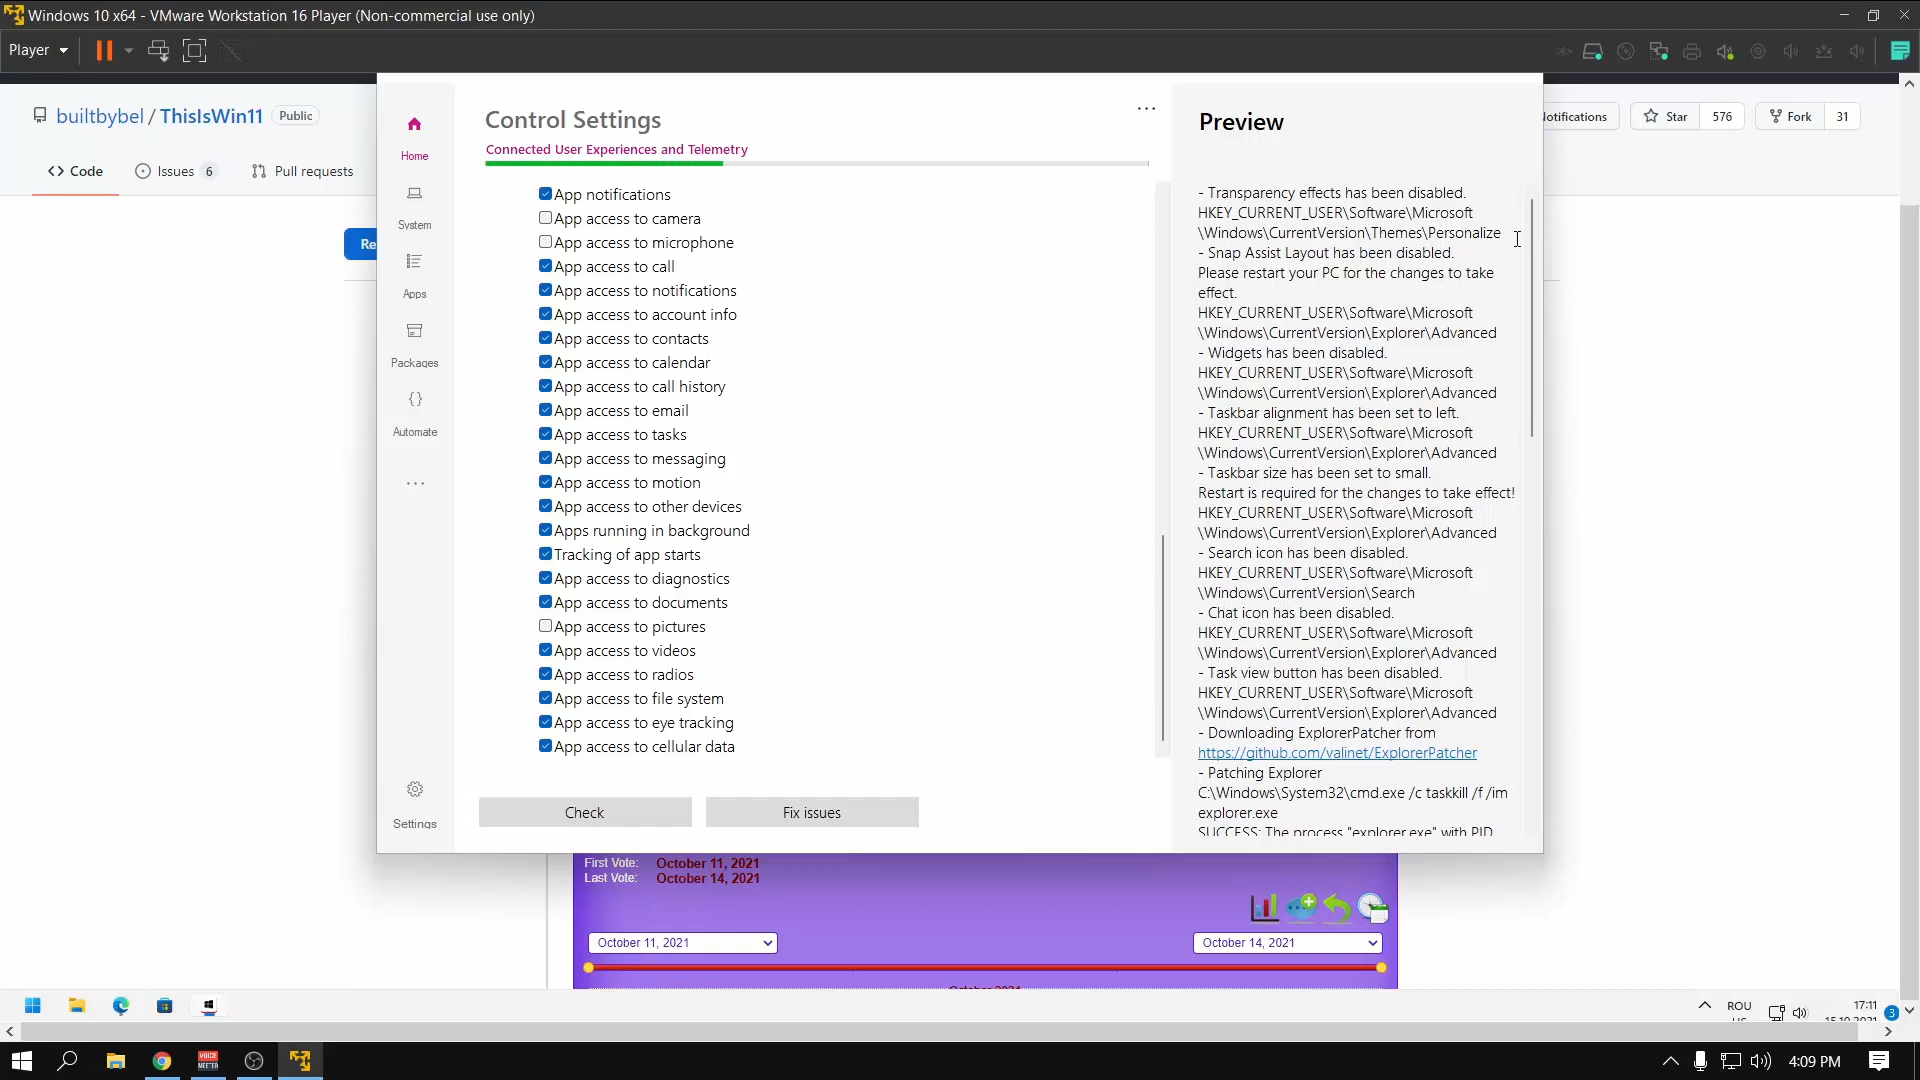 Windows 10 x64 - VMware Workstation 16 Player (Non-commercial use only)
Player
builtbybel / ThisIsWin11 Public
Star 576
Fork 31
Code
Issues 6
Pull requests
Home
System
Apps
Packages
Automate
Settings
Control Settings
Connected User Experiences and Telemetry
App notifications
App access to camera
App access to microphone
App access to call
App access to notifications
App access to account info
App access to contacts
App access to calendar
App access to call history
App access to email
App access to tasks
App access to messaging
App access to motion
App access to other devices
Apps running in background
Tracking of app starts
App access to diagnostics
App access to documents
App access to pictures
App access to videos
App access to radios
App access to file system
App access to eye tracking
App access to cellular data
Check
Fix issues
Preview
- Transparency effects has been disabled.
HKEY_CURRENT_USER\Software\Microsoft
\Windows\CurrentVersion\Themes\Personalize
- Snap Assist Layout has been disabled.
Please restart your PC for the changes to take
effect.
HKEY_CURRENT_USER\Software\Microsoft
\Windows\CurrentVersion\Explorer\Advanced
- Widgets has been disabled.
HKEY_CURRENT_USER\Software\Microsoft
\Windows\CurrentVersion\Explorer\Advanced
- Taskbar alignment has been set to left.
HKEY_CURRENT_USER\Software\Microsoft
\Windows\CurrentVersion\Explorer\Advanced
- Taskbar size has been set to small.
Restart is required for the changes to take effect!
HKEY_CURRENT_USER\Software\Microsoft
\Windows\CurrentVersion\Explorer\Advanced
- Search icon has been disabled.
HKEY_CURRENT_USER\Software\Microsoft
\Windows\CurrentVersion\Search
- Chat icon has been disabled.
HKEY_CURRENT_USER\Software\Microsoft
\Windows\CurrentVersion\Explorer\Advanced
- Task view button has been disabled.
HKEY_CURRENT_USER\Software\Microsoft
\Windows\CurrentVersion\Explorer\Advanced
- Downloading ExplorerPatcher from
https://github.com/valinet/ExplorerPatcher
- Patching Explorer
C:\Windows\System32\cmd.exe /c taskkill /f /im
explorer.exe
SUCCESS: The process "explorer.exe" with PID
First Vote: October 11, 2021
Last Vote: October 14, 2021
October 11, 2021
October 14, 2021
ROU
17:11
3
VOICE
MEETER
4:09 PM